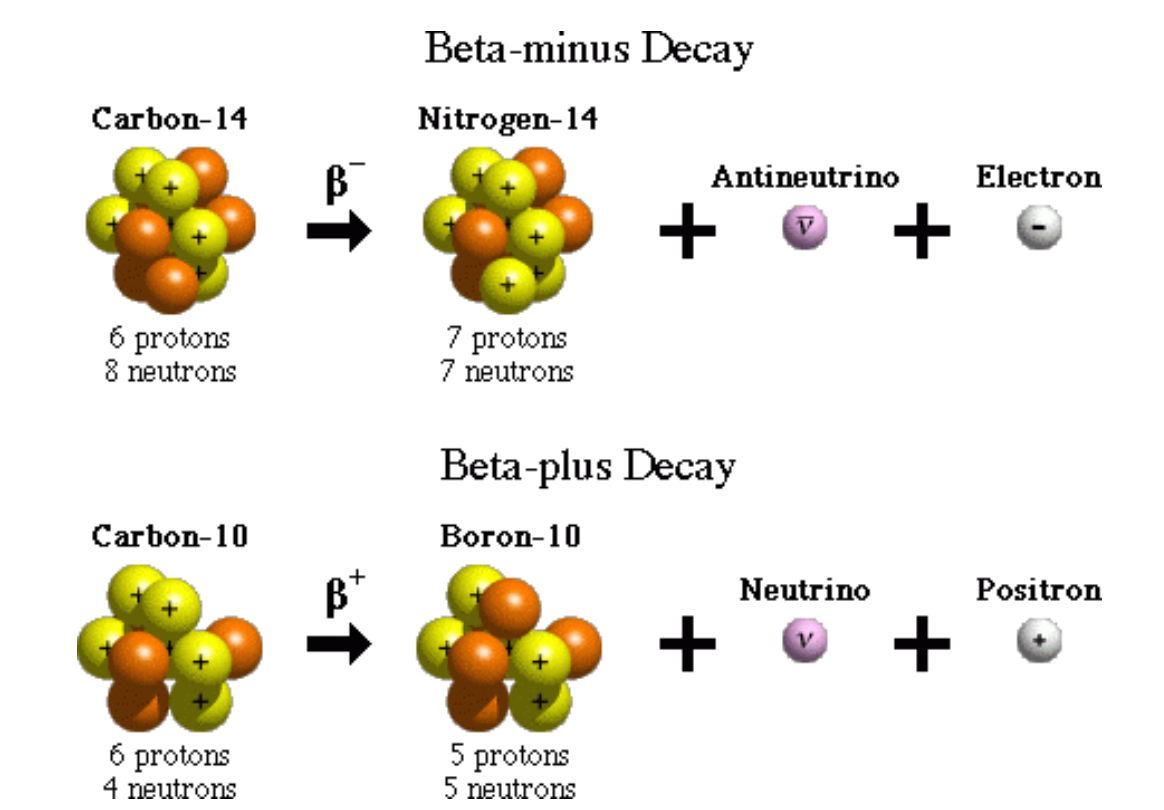 Beta-minus Decay
Carbon-14 Nitrogen-14
β⁻ Antineutrino Electron
+ + + + ν̄ -
+ +
+ + + +
+ +
+
6 protons 7 protons
8 neutrons 7 neutrons
Beta-plus Decay
Carbon-10 Boron-10
β⁺ Neutrino Positron
+ + + + ν +
+ + + +
+ +
6 protons 5 protons
4 neutrons 5 neutrons